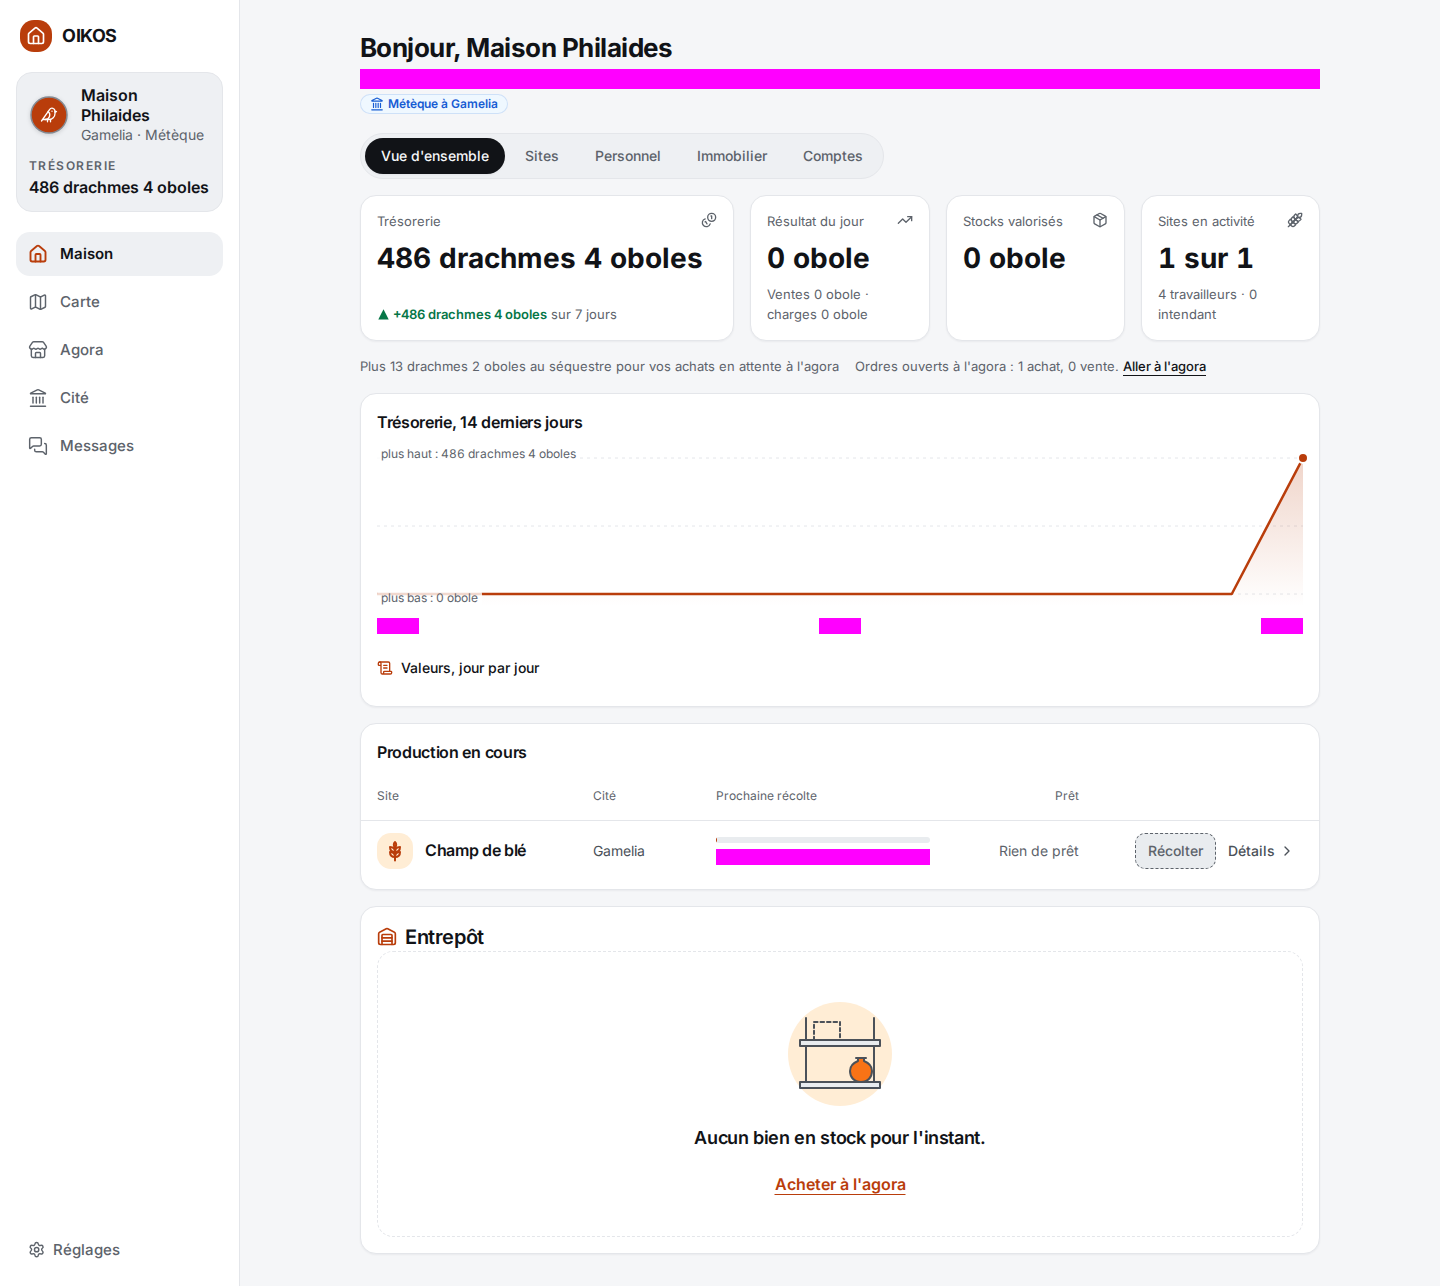 OIKOS
Maison
Philaides
Gamelia · Métèque
TRÉSORERIE
486 drachmes 4 oboles
Maison
Carte
Agora
Cité
Messages
Réglages
Bonjour, Maison Philaides
Métèque à Gamelia
Vue d'ensemble
Sites
Personnel
Immobilier
Comptes
Trésorerie
486 drachmes 4 oboles
▲ +486 drachmes 4 oboles sur 7 jours
Résultat du jour
0 obole
Ventes 0 obole ·
charges 0 obole
Stocks valorisés
0 obole
Sites en activité
1 sur 1
4 travailleurs · 0
intendant
Plus 13 drachmes 2 oboles au séquestre pour vos achats en attente à l'agora
Ordres ouverts à l'agora : 1 achat, 0 vente. Aller à l'agora
Trésorerie, 14 derniers jours
plus haut : 486 drachmes 4 oboles
plus bas : 0 obole
Valeurs, jour par jour
Production en cours
Site
Cité
Prochaine récolte
Prêt
Champ de blé
Gamelia
Rien de prêt
Récolter
Détails
Entrepôt
Aucun bien en stock pour l'instant.
Acheter à l'agora